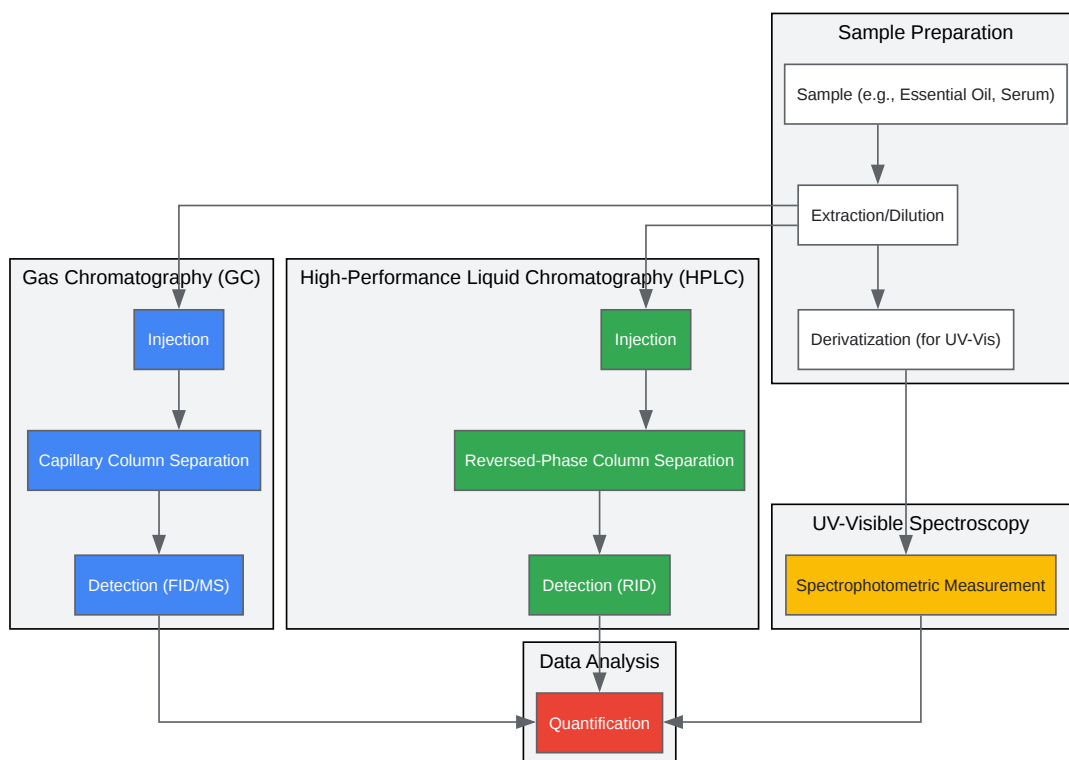 Sample Preparation
Sample (e.g., Essential Oil, Serum)
Extraction/Dilution
Derivatization (for UV-Vis)
Gas Chromatography (GC)
Injection
Capillary Column Separation
Detection (FID/MS)
High-Performance Liquid Chromatography (HPLC)
Injection
Reversed-Phase Column Separation
Detection (RID)
UV-Visible Spectroscopy
Spectrophotometric Measurement
Data Analysis
Quantification